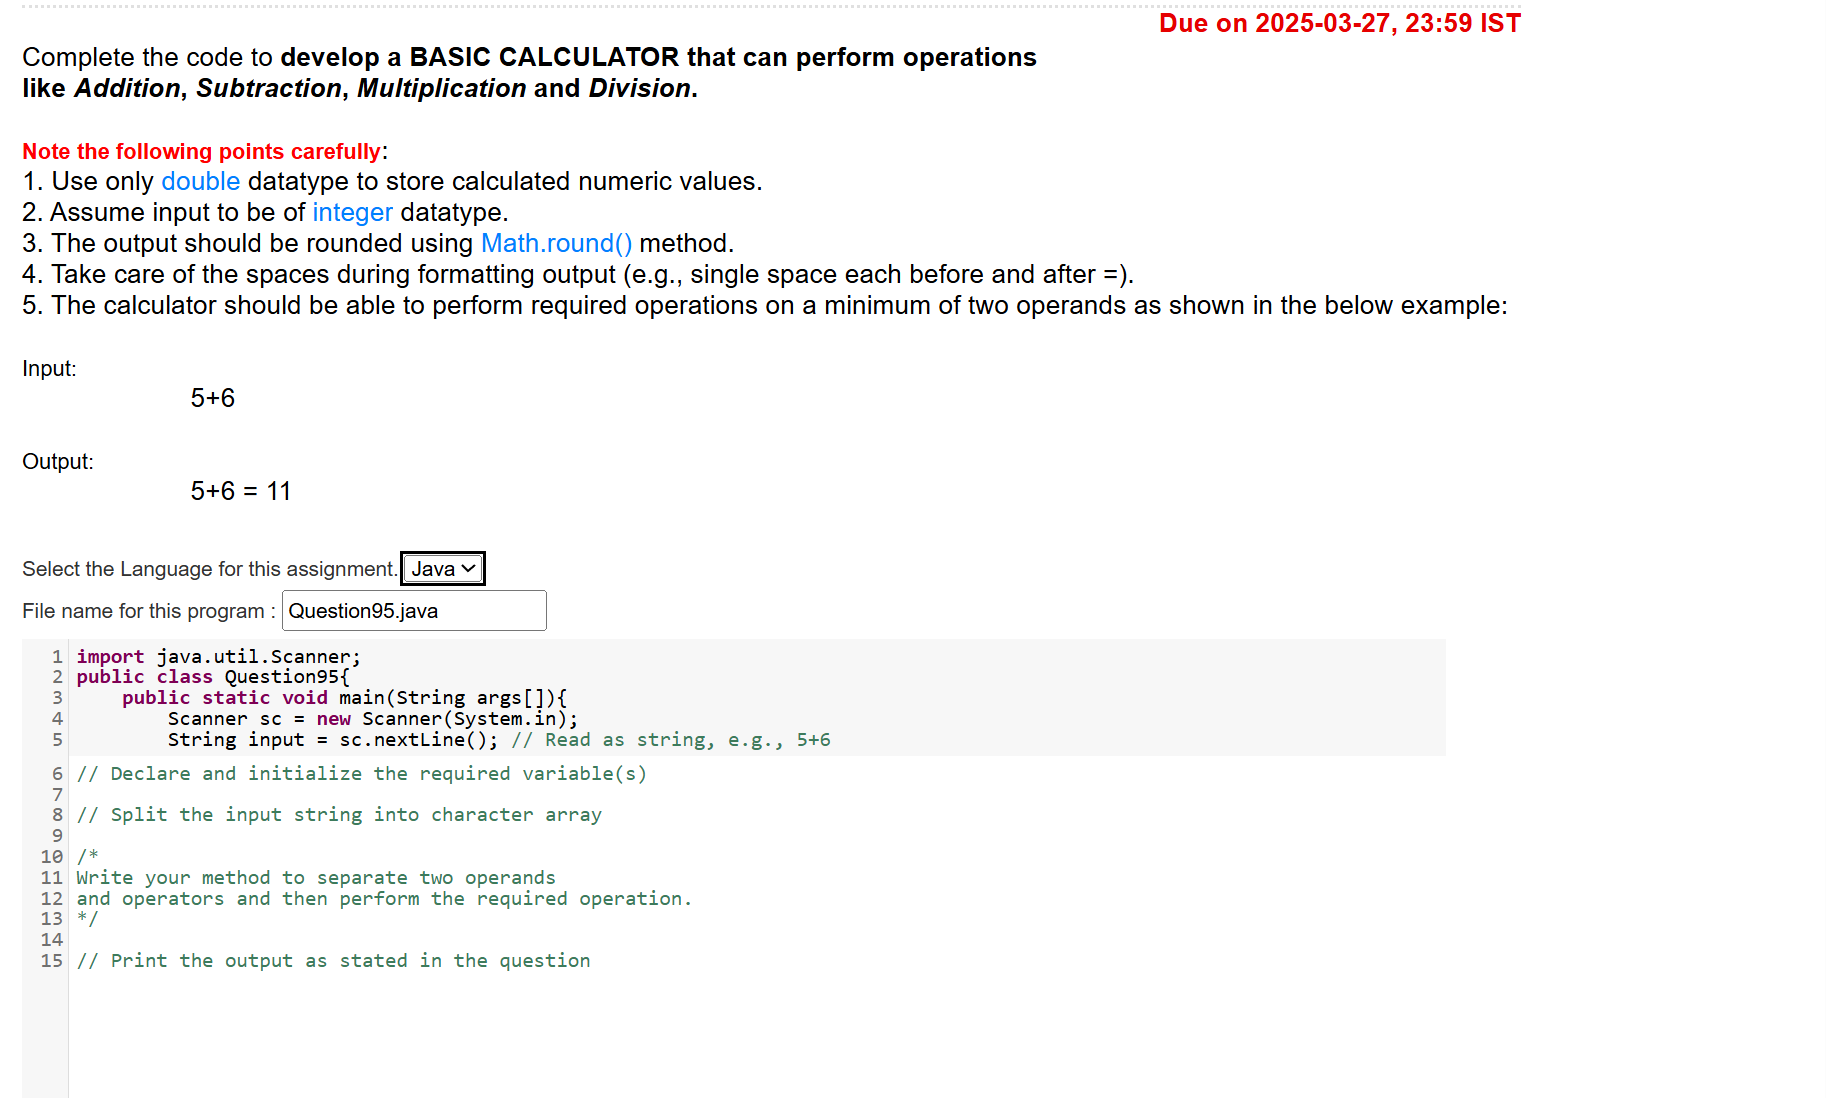 Due on 2025-03-27, 23:59 IST
Complete the code to develop a BASIC CALCULATOR that can perform operations
like Addition, Subtraction, Multiplication and Division.
Note the following points carefully:
1. Use only double datatype to store calculated numeric values.
2. Assume input to be of integer datatype.
3. The output should be rounded using Math.round() method.
4. Take care of the spaces during formatting output (e.g., single space each before and after =).
5. The calculator should be able to perform required operations on a minimum of two operands as shown in the below example:
Input:
5+6
Output:
5+6 = 11
Select the Language for this assignment. Java
File name for this program : Question95.java
1 import java.util.Scanner;
2 public class Question95{
3     public static void main(String args[]){
4         Scanner sc = new Scanner(System.in);
5         String input = sc.nextLine(); // Read as string, e.g., 5+6
6 // Declare and initialize the required variable(s)
7
8 // Split the input string into character array
9
10 /*
11 Write your method to separate two operands
12 and operators and then perform the required operation.
13 */
14
15 // Print the output as stated in the question